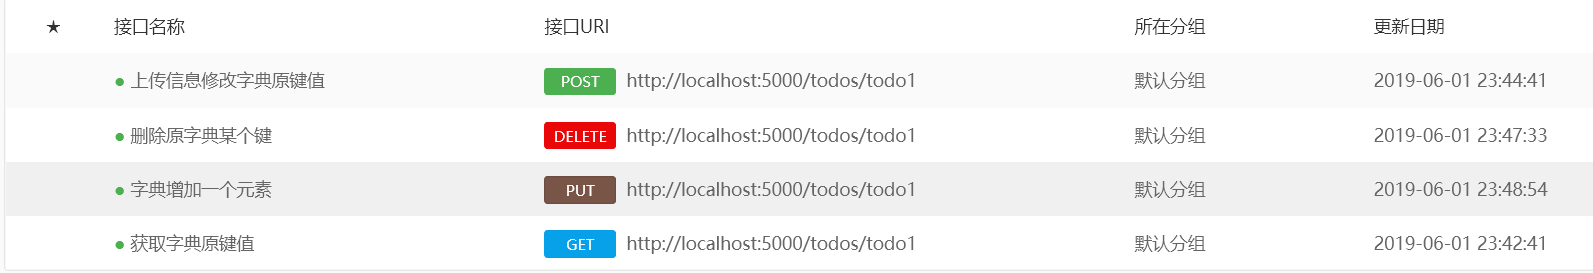 ★ 接口名称 接口URI 所在分组 更新日期
● 上传信息修改字典原键值 POST http://localhost:5000/todos/todo1 默认分组 2019-06-01 23:44:41
● 删除原字典某个键 DELETE http://localhost:5000/todos/todo1 默认分组 2019-06-01 23:47:33
● 字典增加一个元素 PUT http://localhost:5000/todos/todo1 默认分组 2019-06-01 23:48:54
● 获取字典原键值 GET http://localhost:5000/todos/todo1 默认分组 2019-06-01 23:42:41